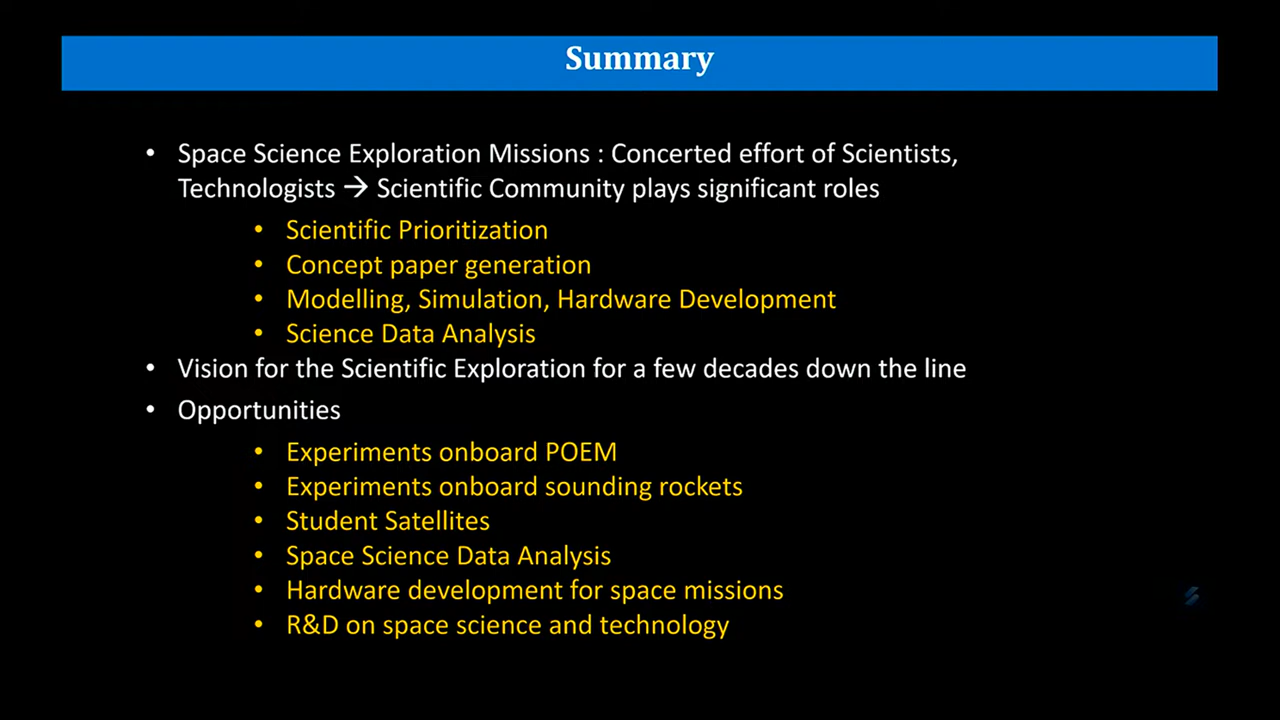 Summary
• Space Science Exploration Missions : Concerted effort of Scientists,
Technologists → Scientific Community plays significant roles
• Scientific Prioritization
• Concept paper generation
• Modelling, Simulation, Hardware Development
• Science Data Analysis
• Vision for the Scientific Exploration for a few decades down the line
• Opportunities
• Experiments onboard POEM
• Experiments onboard sounding rockets
• Student Satellites
• Space Science Data Analysis
• Hardware development for space missions
• R&D on space science and technology